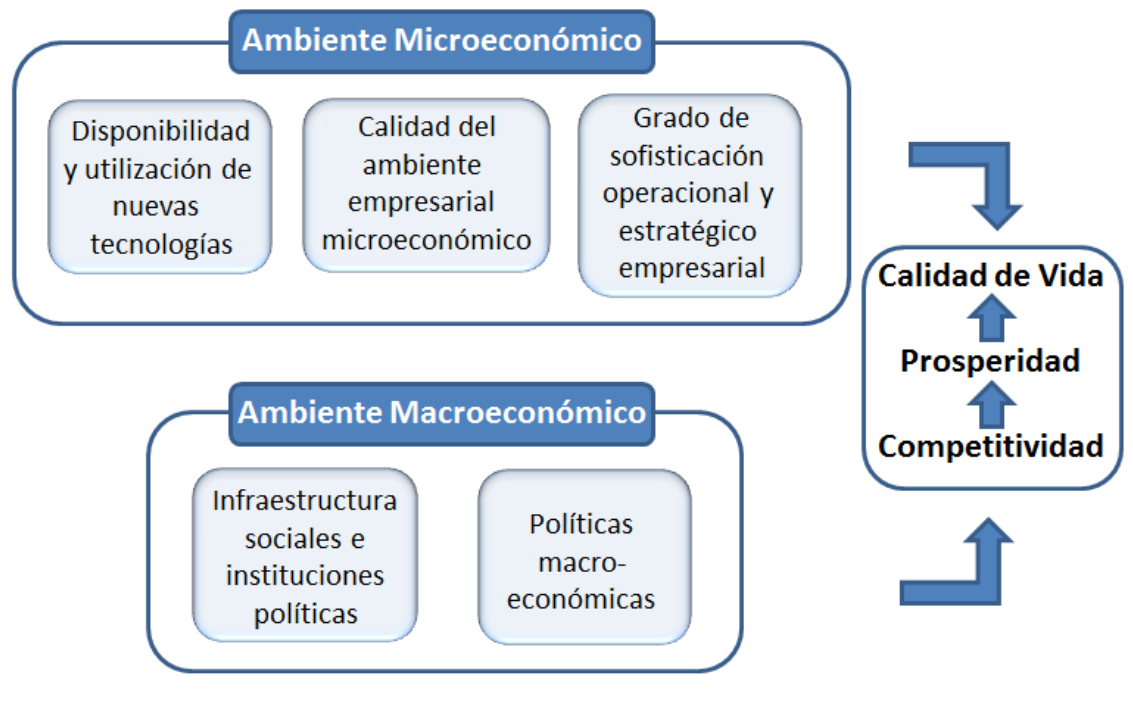 Ambiente Microeconómico
Disponibilidad
y utilización de
nuevas
tecnologías
Calidad del
ambiente
empresarial
microeconómico
Grado de
sofisticación
operacional y
estratégico
empresarial
Calidad de Vida
Prosperidad
Competitividad
Ambiente Macroeconómico
Infraestructura
sociales e
instituciones
políticas
Políticas
macro-
económicas